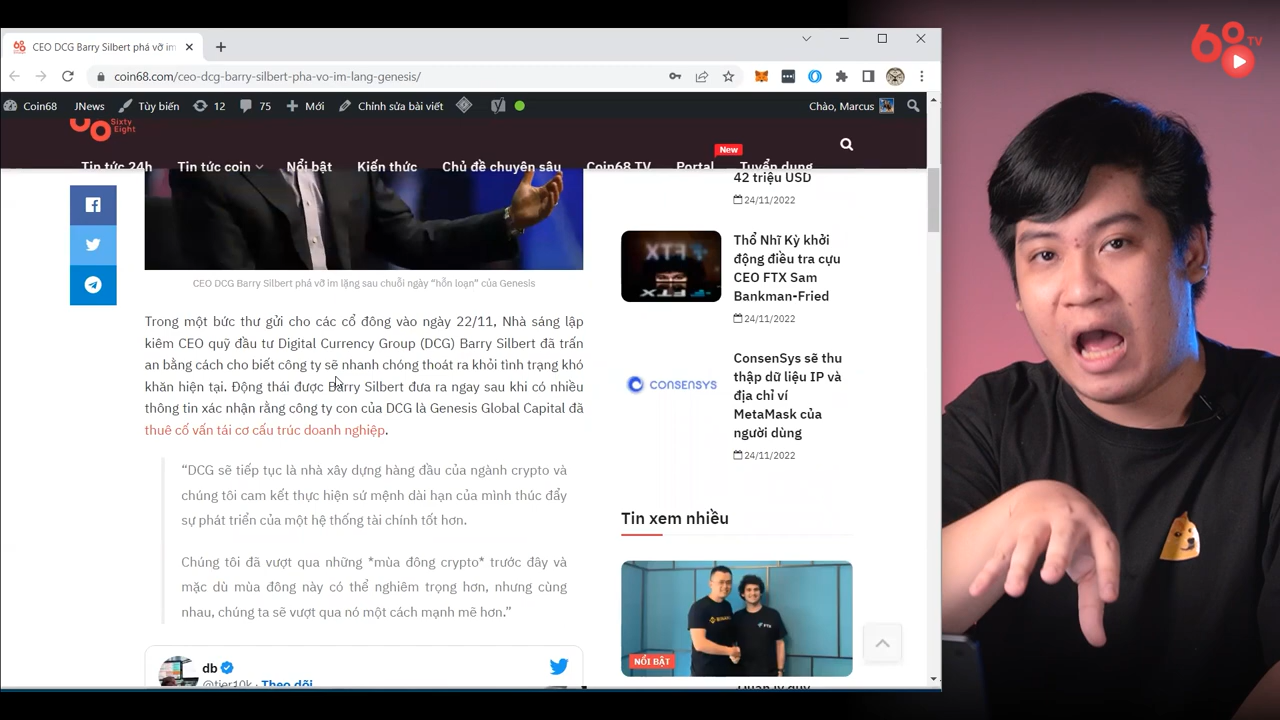 CEO DCG Barry Silbert phá vỡ im
coin68.com/ceo-dcg-barry-silbert-pha-vo-im-lang-genesis/
Coin68 JNews Tùy biến 12 75 Mới Chỉnh sửa bài viết Chào, Marcus
Sixty
Eight
New
Tin tức 24h Tin tức coin Nổi bật Kiến thức Chủ đề chuyên sâu Coin68 TV Portal Tuyển dụng
CEO DCG Barry Silbert phá vỡ im lặng sau chuỗi ngày “hỗn loạn” của Genesis
Trong một bức thư gửi cho các cổ đông vào ngày 22/11, Nhà sáng lập
kiêm CEO quỹ đầu tư Digital Currency Group (DCG) Barry Silbert đã trấn
an bằng cách cho biết công ty sẽ nhanh chóng thoát ra khỏi tình trạng khó
khăn hiện tại. Động thái được Barry Silbert đưa ra ngay sau khi có nhiều
thông tin xác nhận rằng công ty con của DCG là Genesis Global Capital đã
thuê cố vấn tái cơ cấu trúc doanh nghiệp.
“DCG sẽ tiếp tục là nhà xây dựng hàng đầu của ngành crypto và
chúng tôi cam kết thực hiện sứ mệnh dài hạn của mình thúc đẩy
sự phát triển của một hệ thống tài chính tốt hơn.
Chúng tôi đã vượt qua những *mùa đông crypto* trước đây và
mặc dù mùa đông này có thể nghiêm trọng hơn, nhưng cùng
nhau, chúng ta sẽ vượt qua nó một cách mạnh mẽ hơn.”
db
@tier10k · Theo dõi
42 triệu USD
24/11/2022
FTX
FTX
Thổ Nhĩ Kỳ khởi
động điều tra cựu
CEO FTX Sam
Bankman-Fried
24/11/2022
CONSENSYS
ConsenSys sẽ thu
thập dữ liệu IP và
địa chỉ ví
MetaMask của
người dùng
24/11/2022
Tin xem nhiều
BINANCE
FTX
NỔI BẬT
68 TV